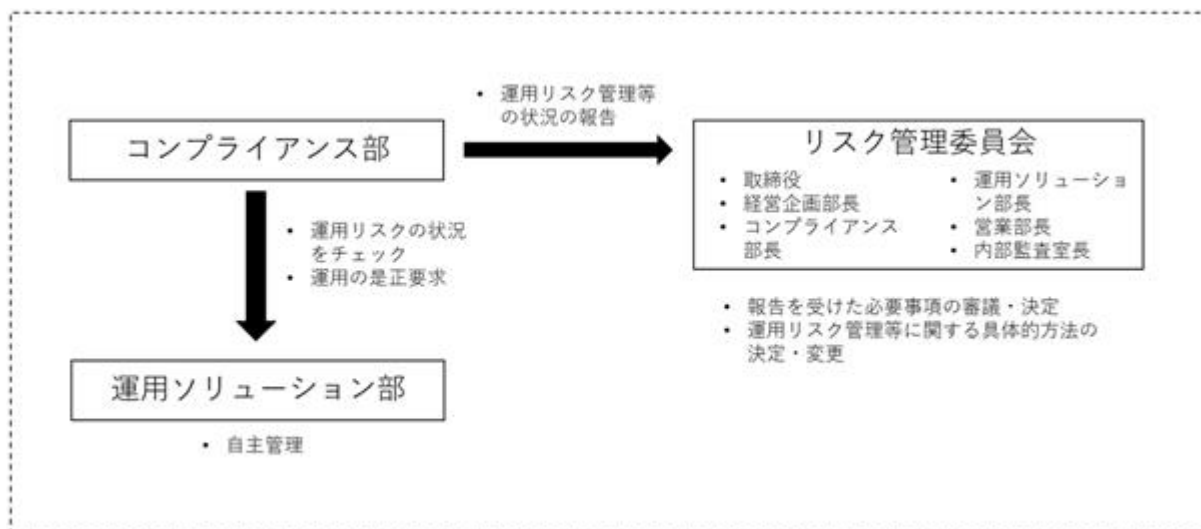 • 運用リスク管理等
の状況の報告
コンプライアンス部
リスク管理委員会
• 取締役
• 経営企画部長
• コンプライアンス
部長
• 運用ソリューショ
ン部長
• 営業部長
• 内部監査室長
• 運用リスクの状況
をチェック
• 運用の是正要求
• 報告を受けた必要事項の審議・決定
• 運用リスク管理等に関する具体的方法の
決定・変更
運用ソリューション部
• 自主管理